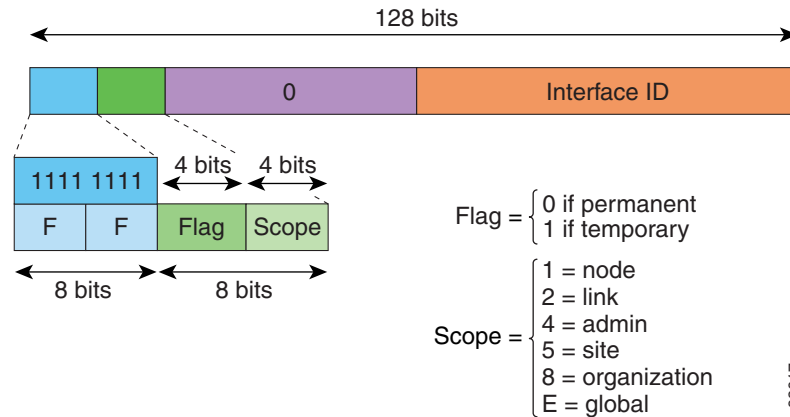 128 bits
0 Interface ID
1111 1111
4 bits 4 bits
F F Flag Scope
8 bits 8 bits
Flag =
0 if permanent
1 if temporary
Scope =
1 = node
2 = link
4 = admin
5 = site
8 = organization
E = global